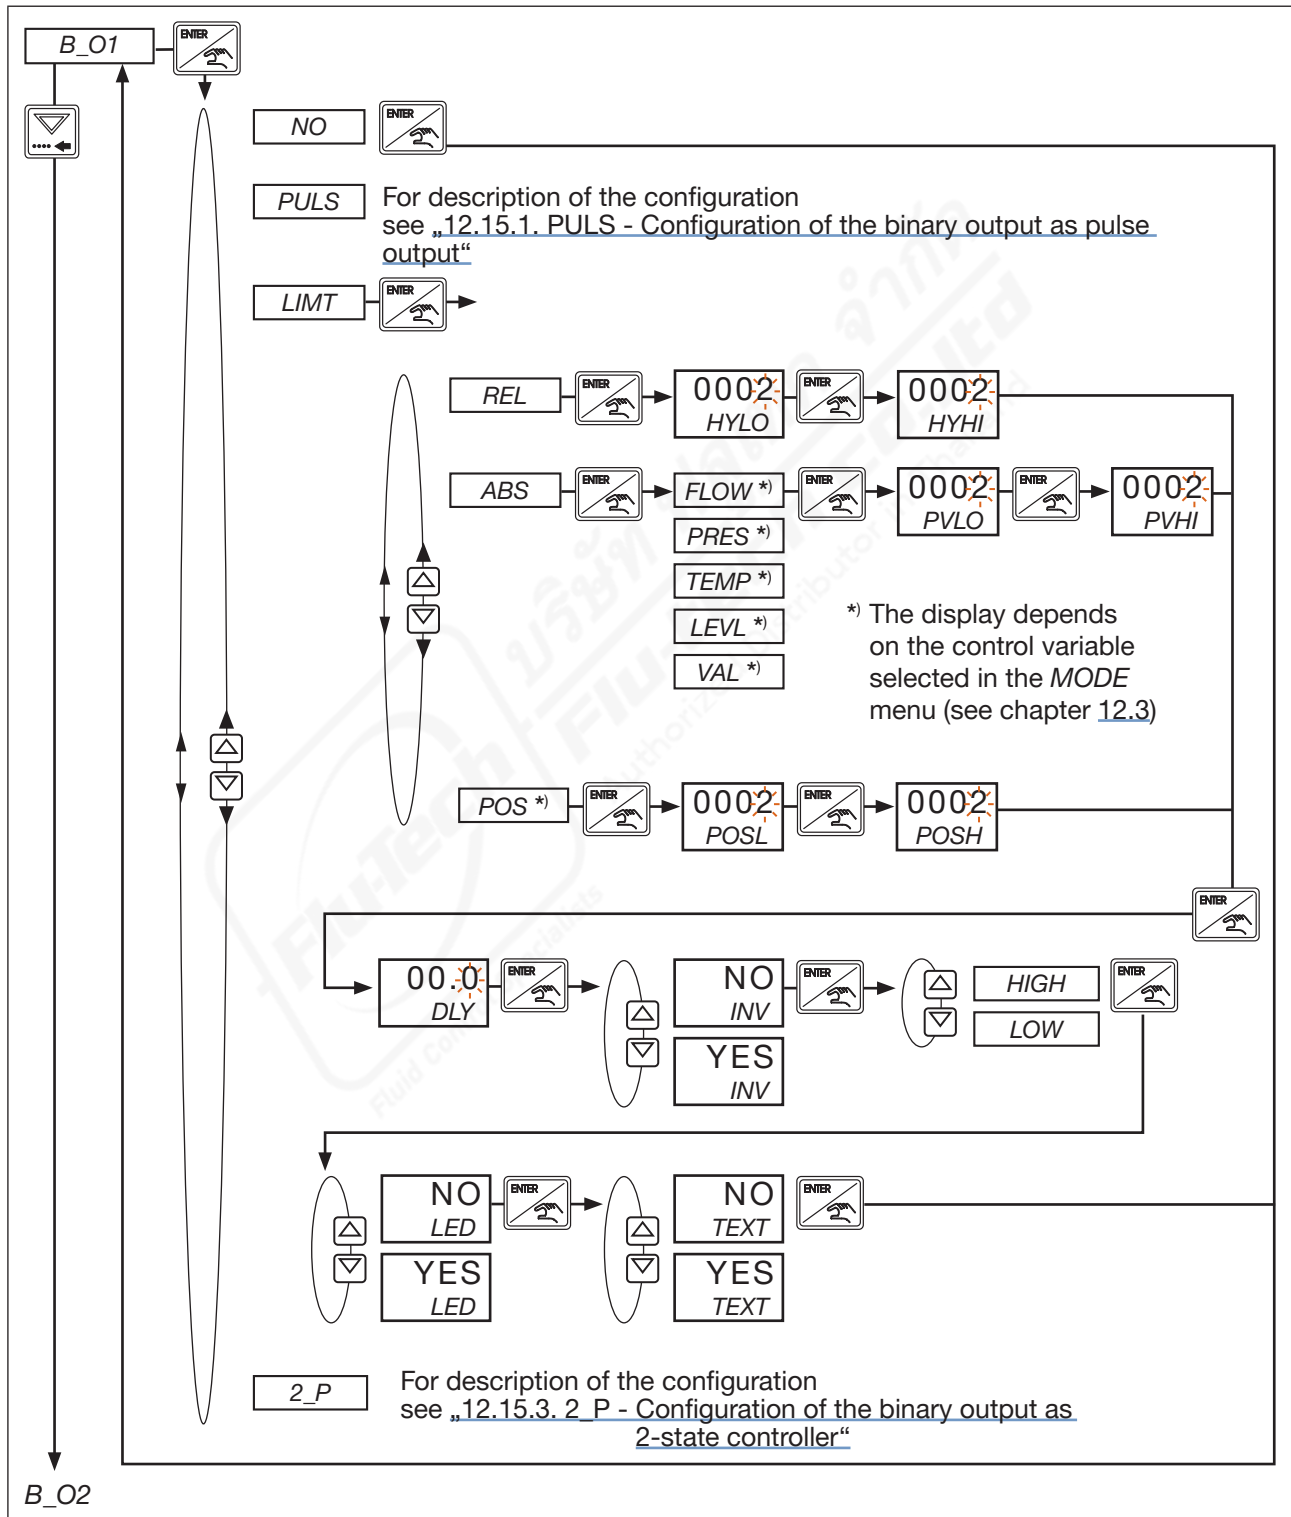 B_O1
ENTER
NO
ENTER
PULS
For description of the configuration
see „12.15.1. PULS - Configuration of the binary output as pulse
output“
LIMT
ENTER
REL
ENTER
0002
HYLO
ENTER
0002
HYHI
ABS
ENTER
FLOW *)
ENTER
0002
PVLO
ENTER
0002
PVHI
PRES *)
TEMP *)
LEVL *)
VAL *)
*) The display depends
on the control variable
selected in the MODE
menu (see chapter 12.3)
POS *)
ENTER
0002
POSL
ENTER
0002
POSH
ENTER
00.0
DLY
ENTER
NO
INV
YES
INV
ENTER
HIGH
LOW
ENTER
NO
LED
YES
LED
ENTER
NO
TEXT
YES
TEXT
ENTER
2_P
For description of the configuration
see „12.15.3. 2_P - Configuration of the binary output as
2-state controller“
B_O2
Flu-Tech
Fluid Control Specialists